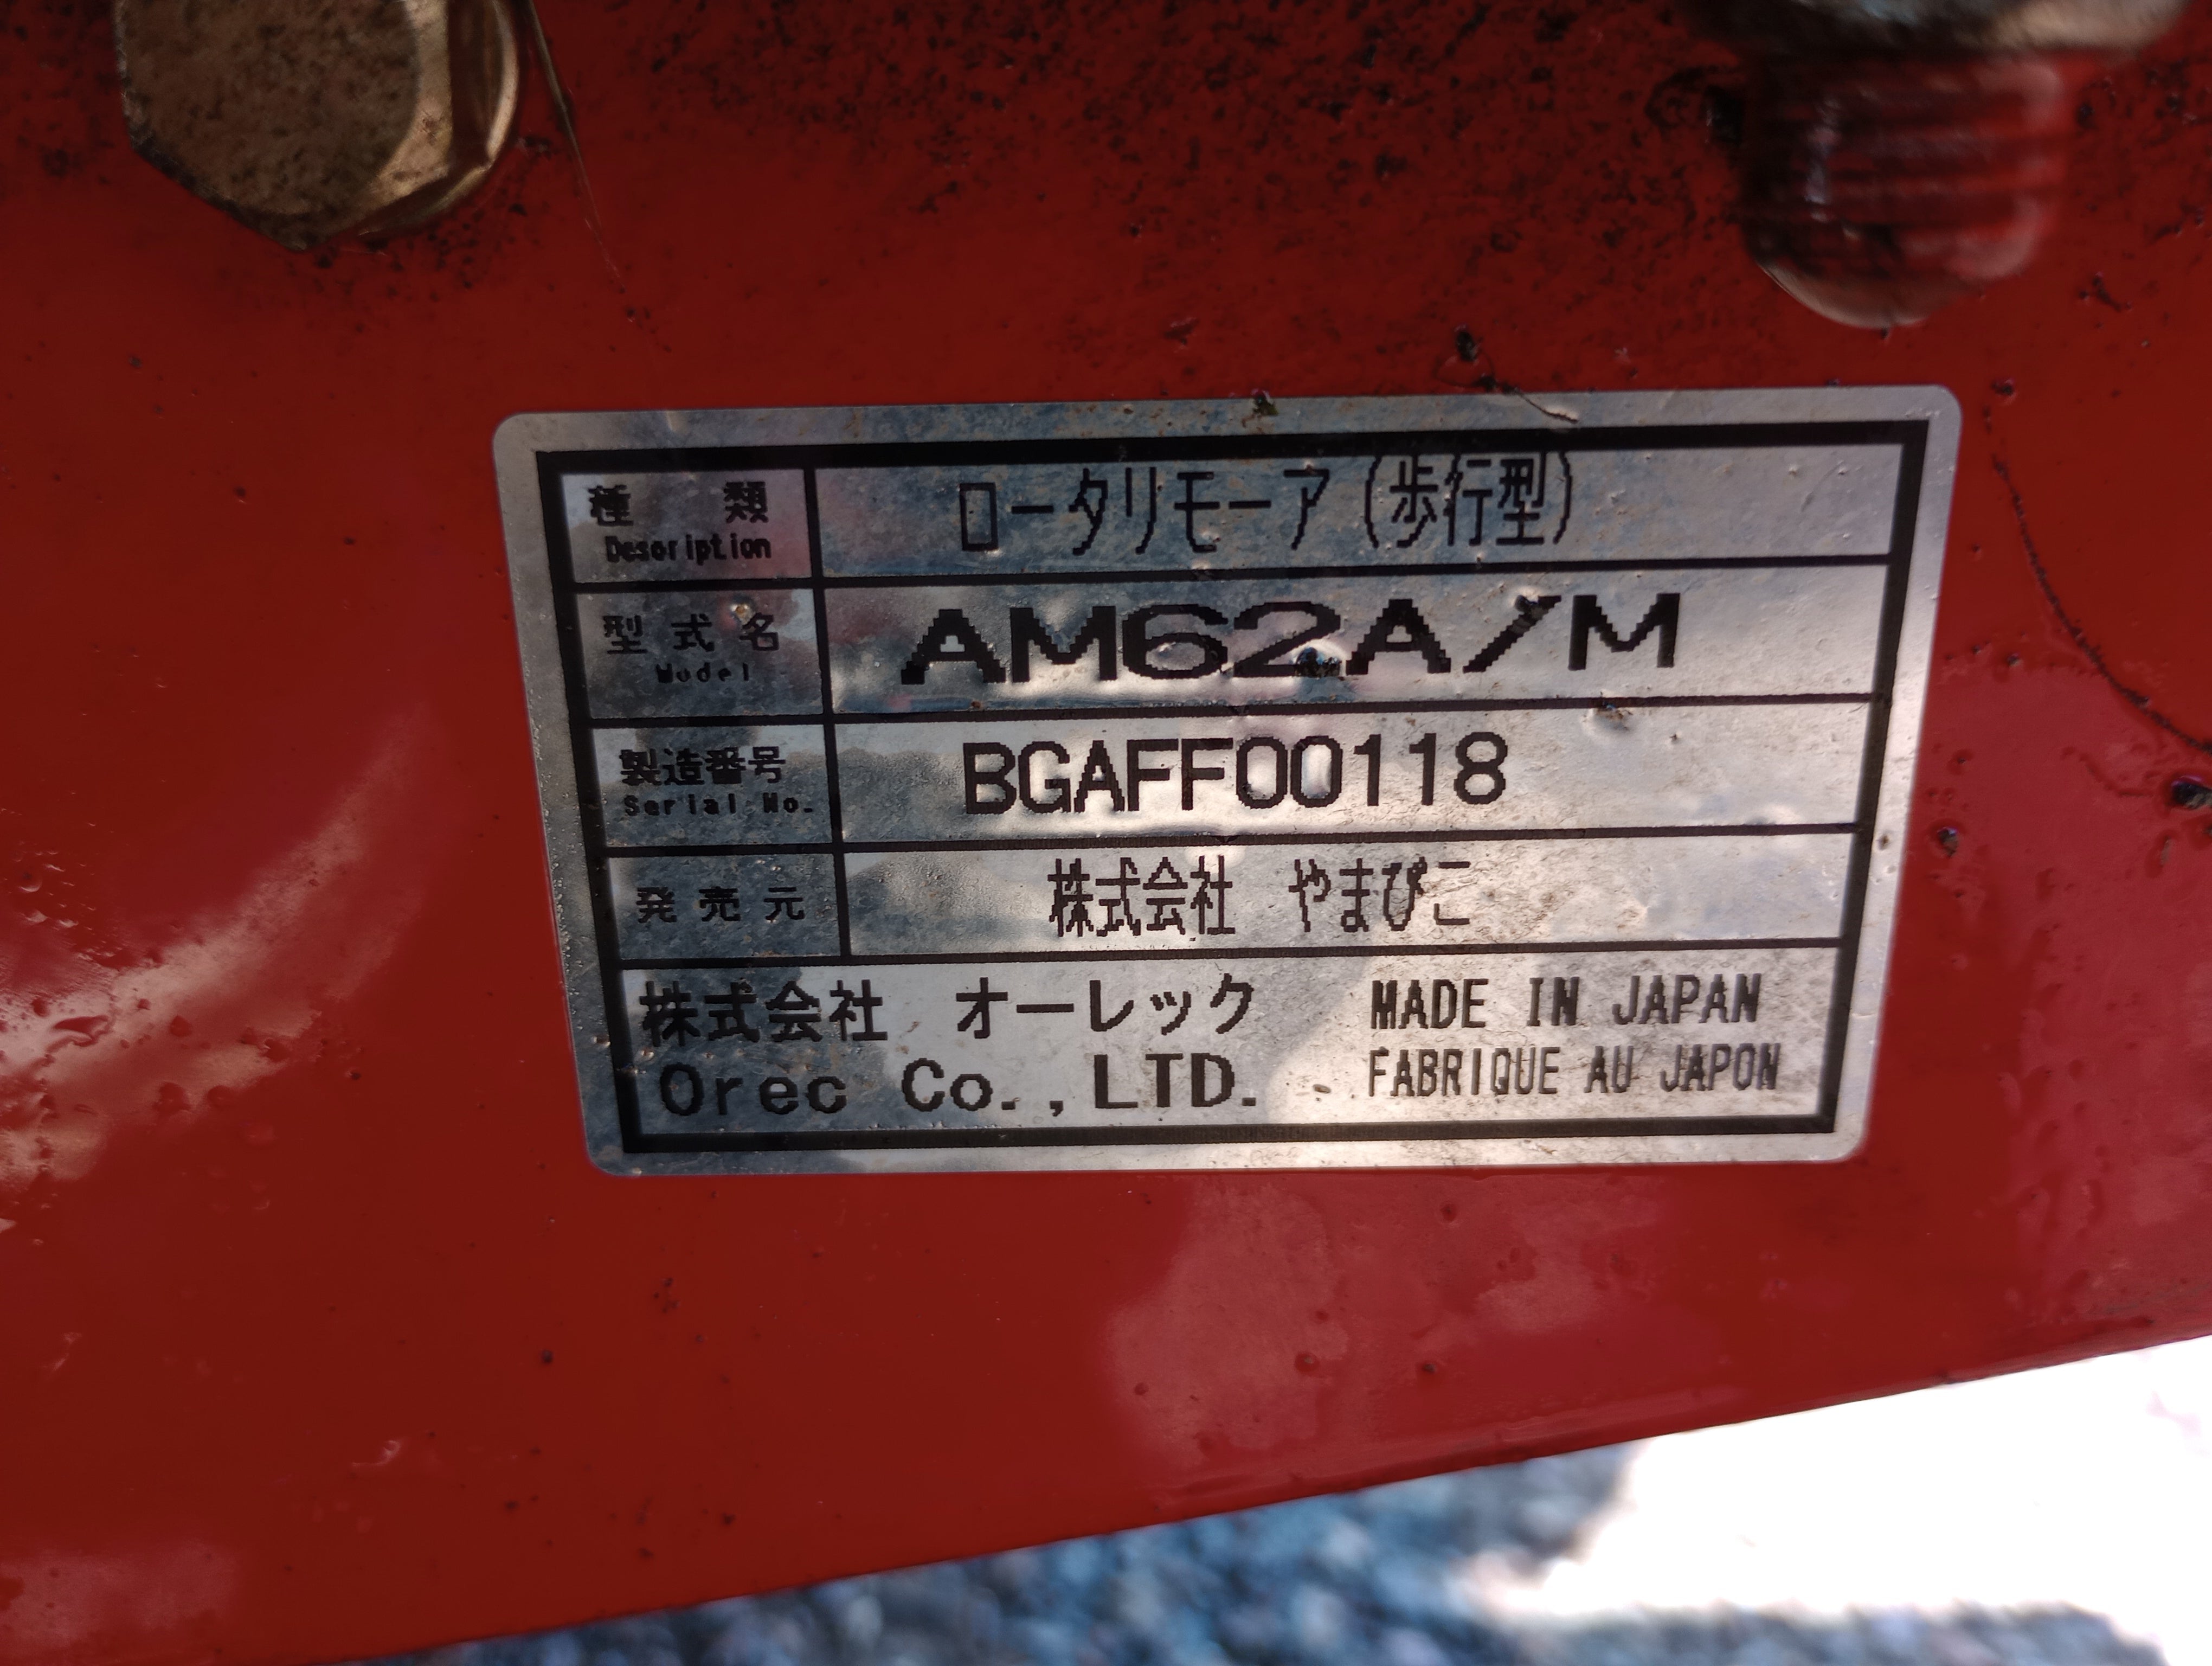 種 類 ロータリモーア(歩行型)
Description
型式名 AM62A/M
Model
製造番号 BGAFF00118
Serial No.
発売元 株式会社 やまびこ
株式会社 オーレック MADE IN JAPAN
Orec Co.,LTD. FABRIQUE AU JAPON